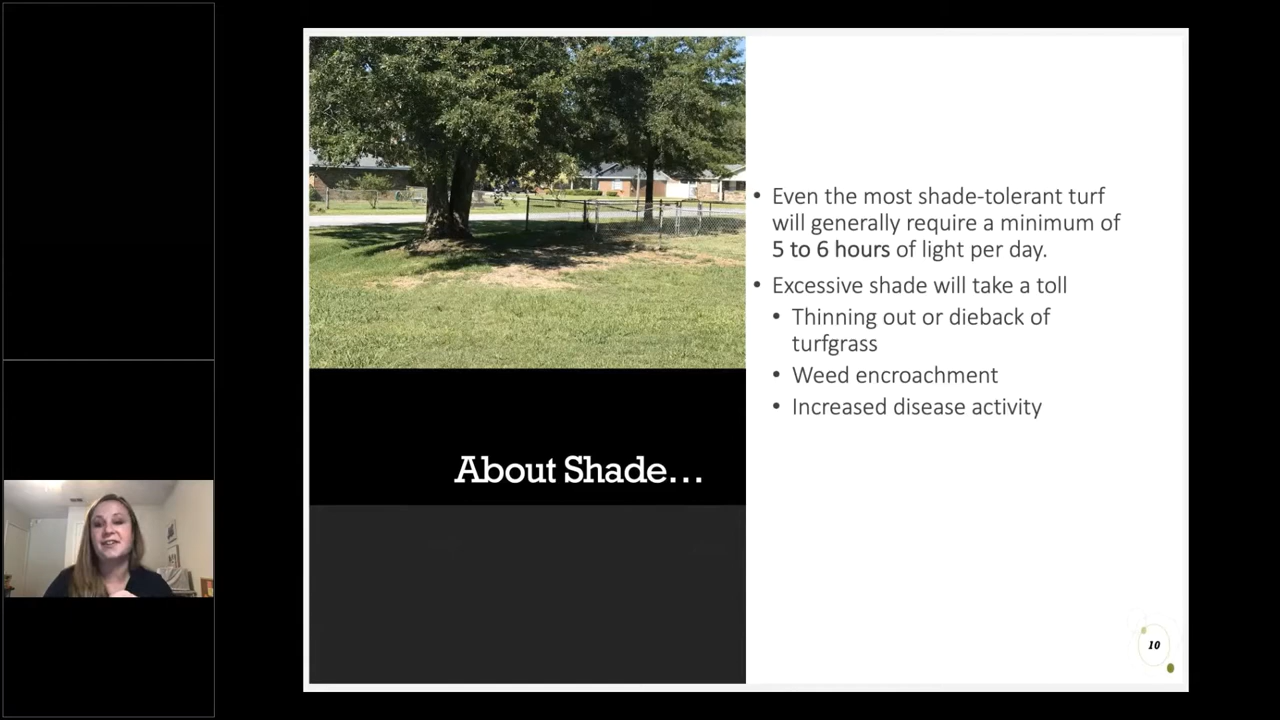 • Even the most shade-tolerant turf
will generally require a minimum of
5 to 6 hours of light per day.
• Excessive shade will take a toll
• Thinning out or dieback of
turfgrass
• Weed encroachment
• Increased disease activity
About Shade...
10